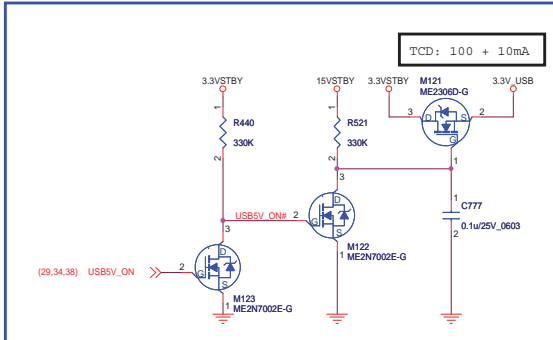 TCD: 100 + 10mA
M121
ME2306D-G
3.3VSTBY
15VSTBY
3.3VSTBY
3.3V_USB
1
1
3
D
S
2
G
R440
330K
R521
330K
2
2
1
3
1
C777
0.1u/25V_0603
2
USB5V_ON#
2
D
G
S
M122
ME2N7002E-G
1
3
(29,34,38)
USB5V_ON
2
D
G
S
M123
ME2N7002E-G
1